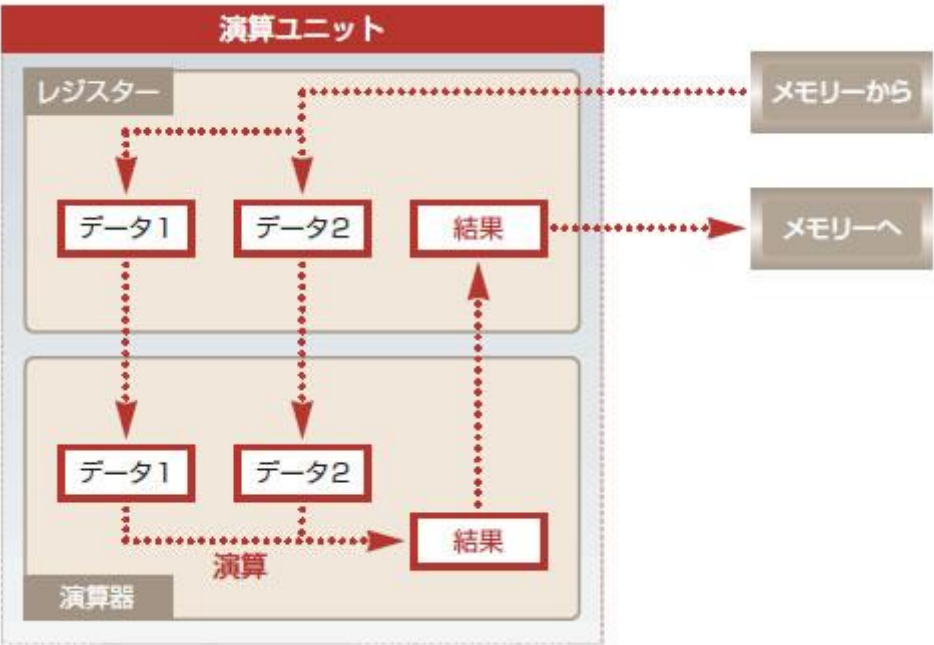 演算ユニット
レジスター
メモリーから
データ1
データ2
結果
メモリーへ
データ1
データ2
結果
演算
演算器